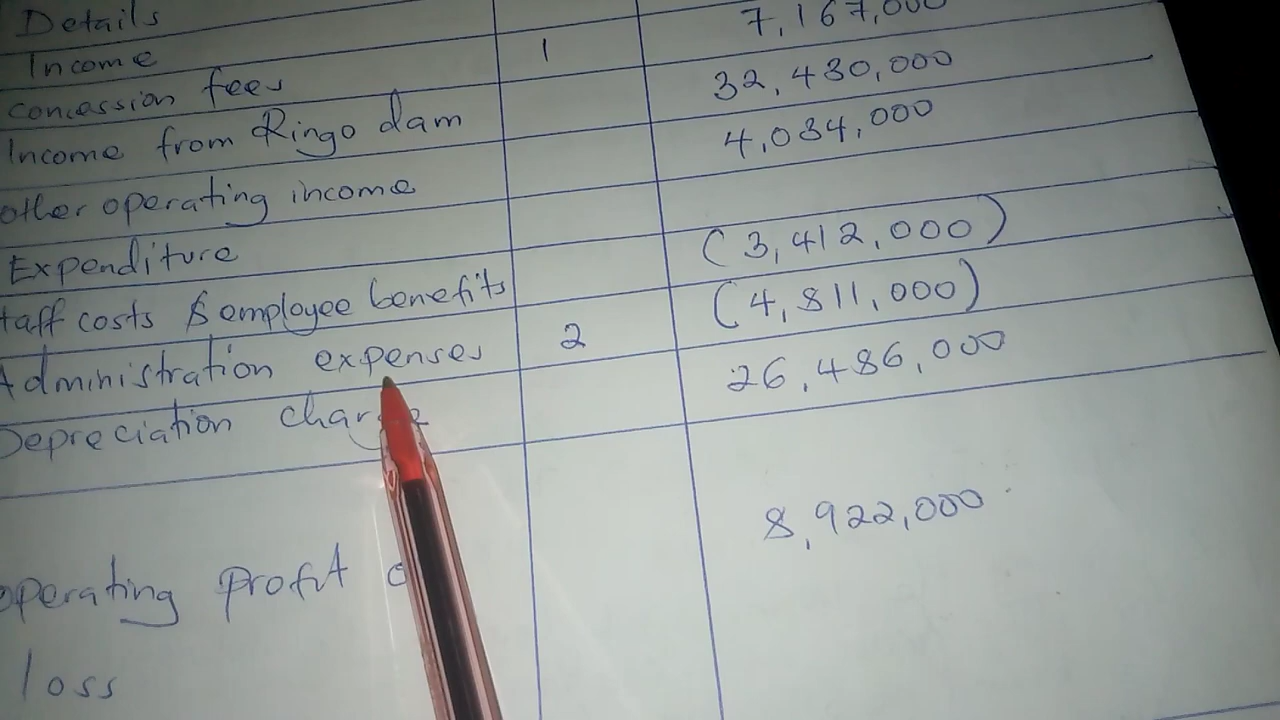 Details
Income
1
7,167,000
concession fees
32,430,000
Income from Ringo dam
4,034,000
other operating income
Expenditure
(3,412,000)
taff costs & employee benefits
(4,811,000)
Administration expenses
2
26,486,000
Depreciation charge
8,922,000
operating profit
loss